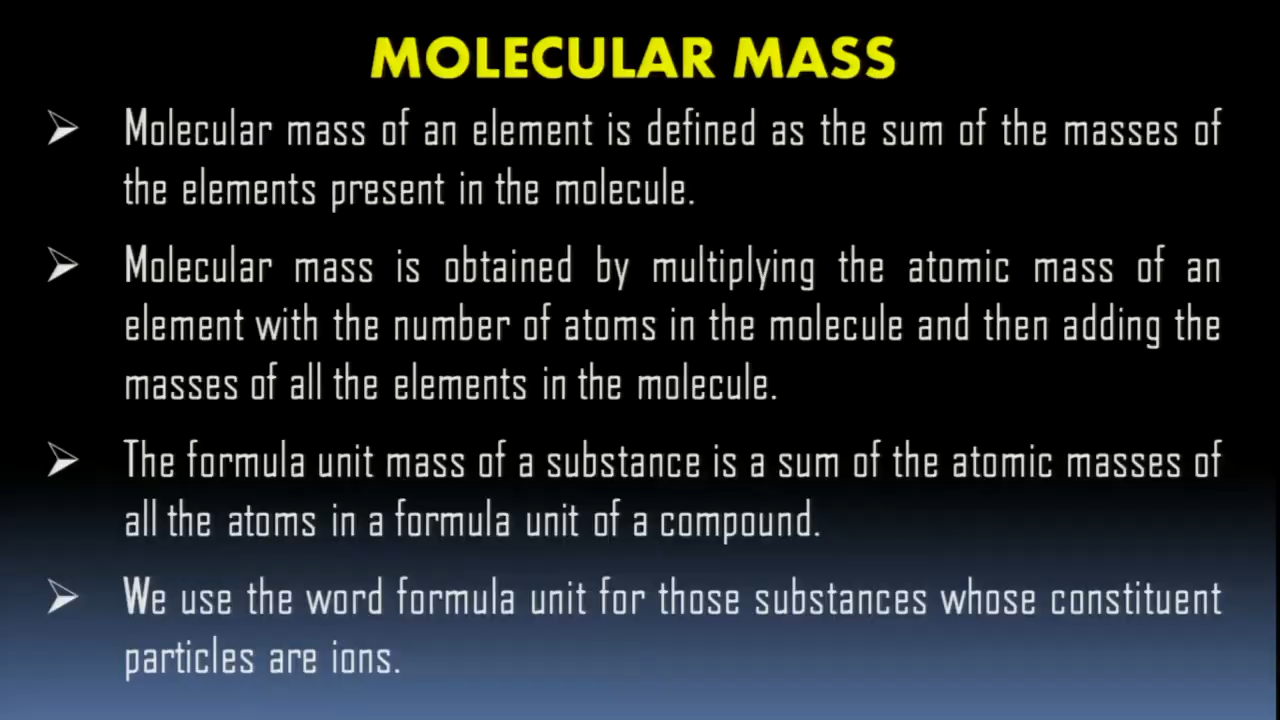 MOLECULAR MASS
Molecular mass of an element is defined as the sum of the masses of
the elements present in the molecule.
Molecular mass is obtained by multiplying the atomic mass of an
element with the number of atoms in the molecule and then adding the
masses of all the elements in the molecule.
The formula unit mass of a substance is a sum of the atomic masses of
all the atoms in a formula unit of a compound.
We use the word formula unit for those substances whose constituent
particles are ions.